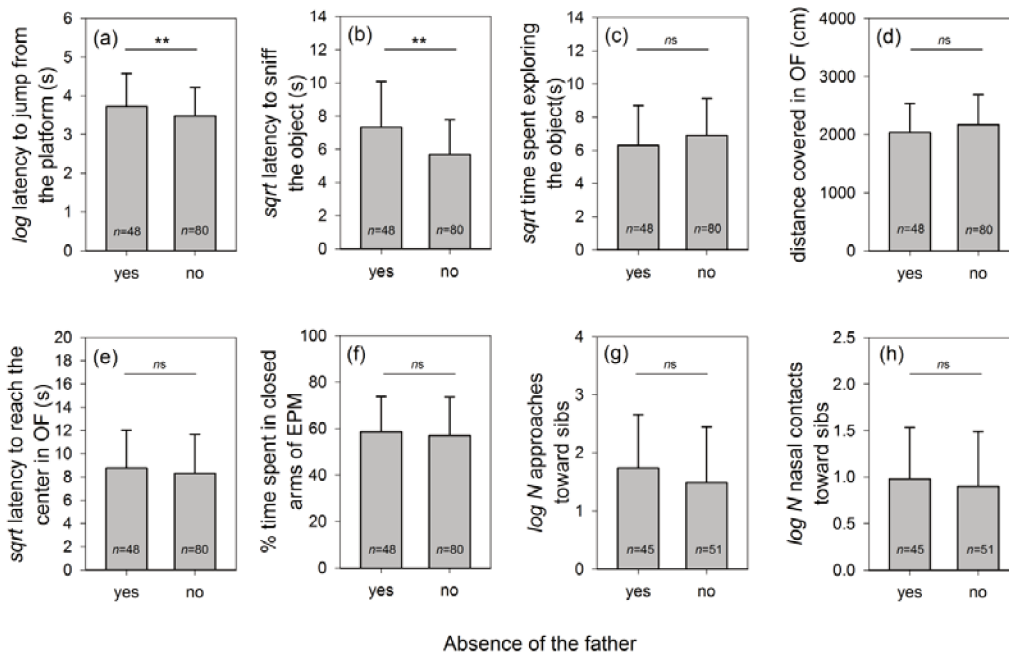 (a)
**
log latency to jump from
the platform (s)
6
5
4
3
2
1
0
n=48
n=80
yes
no
(b)
**
sqrt latency to sniff
the object (s)
14
12
10
8
6
4
2
0
n=48
n=80
yes
no
(c)
ns
sqrt time spent exploring
the object(s)
14
12
10
8
6
4
2
0
n=48
n=80
yes
no
(d)
ns
distance covered in OF (cm)
4000
3000
2000
1000
0
n=48
n=80
yes
no
(e)
ns
sqrt latency to reach the
center in OF (s)
20
18
16
14
12
10
8
6
4
2
0
n=48
n=80
yes
no
(f)
ns
% time spent in closed
arms of EPM
100
80
60
40
20
0
n=48
n=80
yes
no
(g)
ns
log N approaches
toward sibs
4
3
2
1
0
n=45
n=51
yes
no
(h)
ns
log N nasal contacts
toward sibs
2.5
2.0
1.5
1.0
0.5
0.0
n=45
n=51
yes
no
Absence of the father